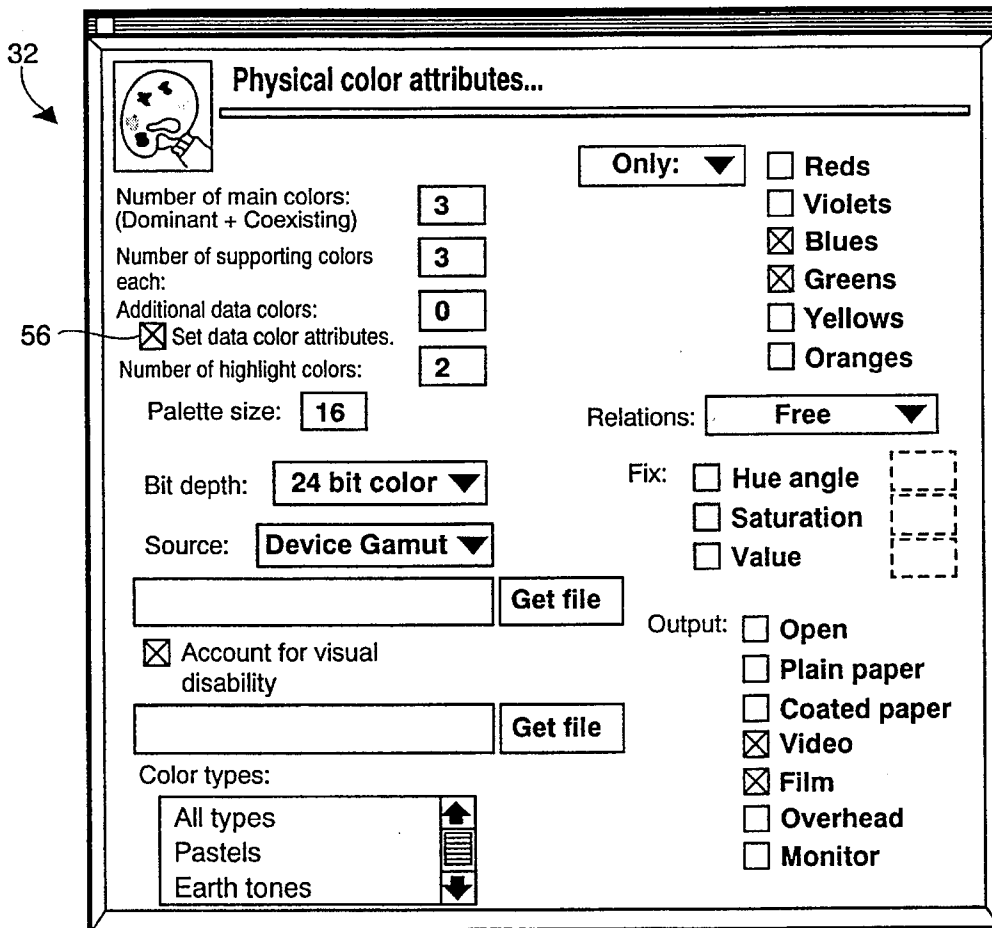 32
Physical color attributes...
Number of main colors:
(Dominant + Coexisting)
3
Number of supporting colors
each:
3
Additional data colors:
0
56
Set data color attributes.
Number of highlight colors:
2
Palette size:
16
Bit depth:
24 bit color
Source:
Device Gamut
Get file
Account for visual
disability
Get file
Color types:
All types
Pastels
Earth tones
Only:
Reds
Violets
Blues
Greens
Yellows
Oranges
Relations:
Free
Fix:
Hue angle
Saturation
Value
Output:
Open
Plain paper
Coated paper
Video
Film
Overhead
Monitor